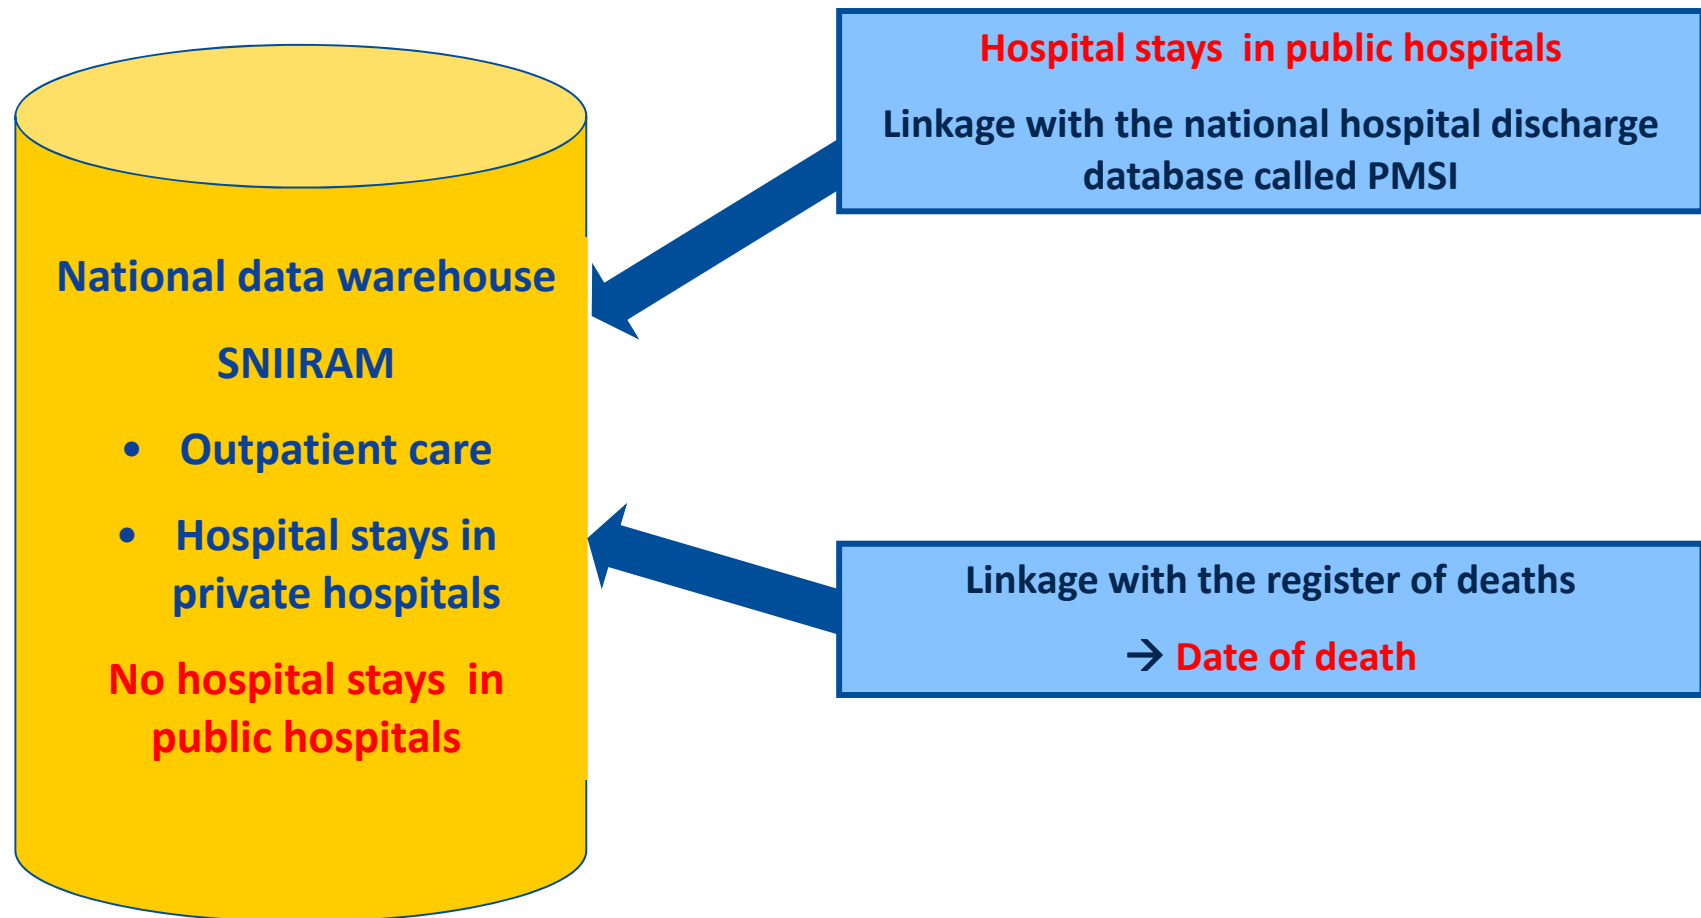 National data warehouse
SNIIRAM
• Outpatient care
• Hospital stays in
private hospitals
No hospital stays in
public hospitals
Hospital stays in public hospitals
Linkage with the national hospital discharge
database called PMSI
Linkage with the register of deaths
→ Date of death